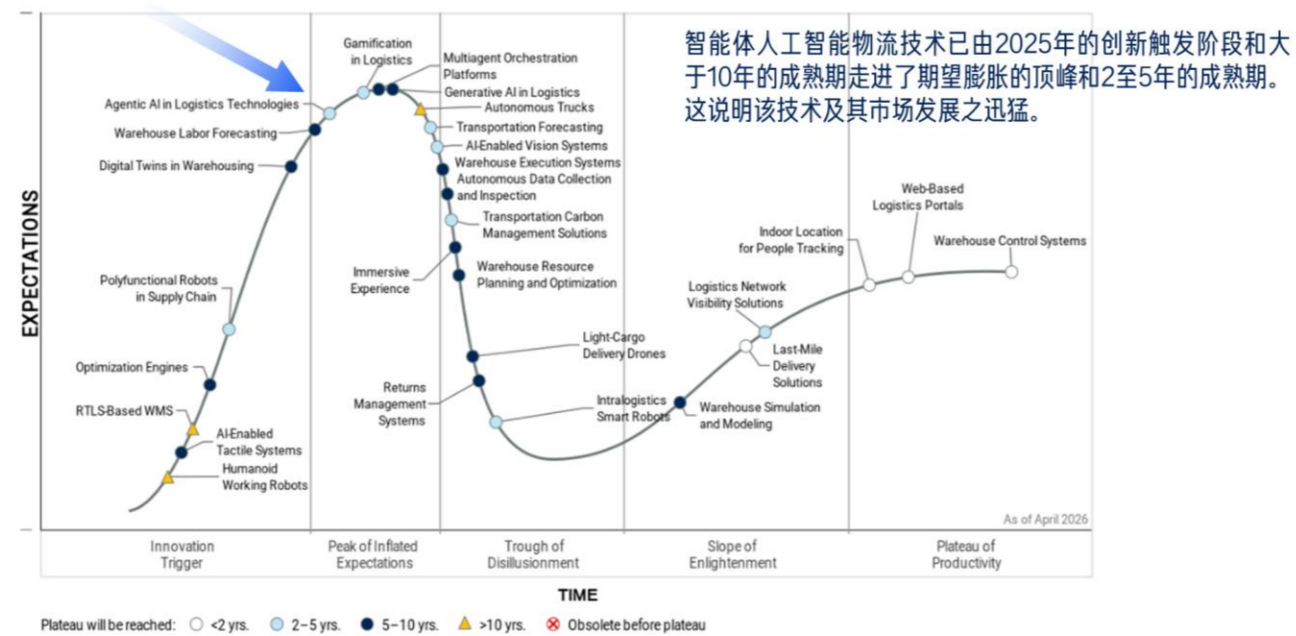 智能体人工智能物流技术已由2025年的创新触发阶段和大
于10年的成熟期走进了期望膨胀的顶峰和2至5年的成熟期。
这说明该技术及其市场发展之迅猛。
EXPECTATIONS
Gamification
in Logistics
Multiagent Orchestration
Platforms
Generative AI in Logistics
Agentic AI in Logistics Technologies
Autonomous Trucks
Warehouse Labor Forecasting
Transportation Forecasting
AI-Enabled Vision Systems
Digital Twins in Warehousing
Warehouse Execution Systems
Autonomous Data Collection
and Inspection
Transportation Carbon
Management Solutions
Immersive
Experience
Warehouse Resource
Planning and Optimization
Polyfunctional Robots
in Supply Chain
Optimization Engines
RTLS-Based WMS
AI-Enabled
Tactile Systems
Humanoid
Working Robots
Light-Cargo
Delivery Drones
Returns
Management
Systems
Intralogistics
Smart Robots
Warehouse Simulation
and Modeling
Last-Mile
Delivery
Solutions
Logistics Network
Visibility Solutions
Indoor Location
for People Tracking
Web-Based
Logistics Portals
Warehouse Control Systems
As of April 2026
Innovation
Trigger
Peak of Inflated
Expectations
Trough of
Disillusionment
Slope of
Enlightenment
Plateau of
Productivity
TIME
Plateau will be reached: <2 yrs. 2–5 yrs. 5–10 yrs. >10 yrs. Obsolete before plateau